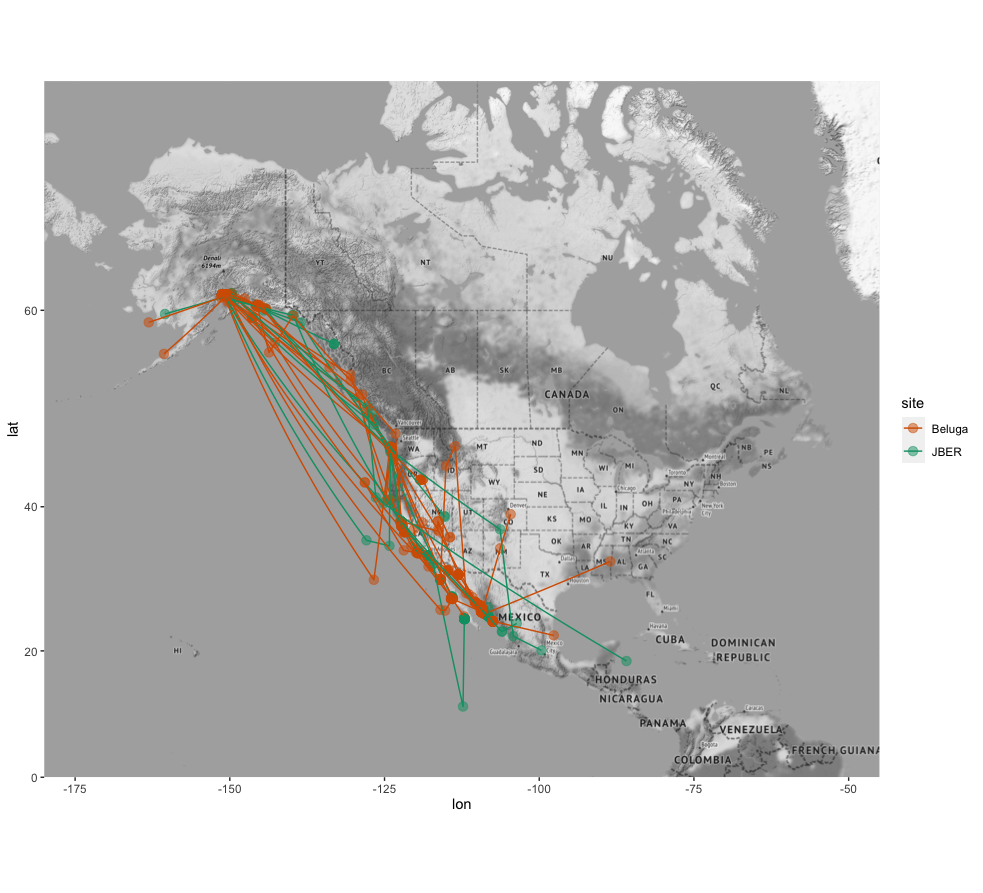 Denali
6194m
YT
NT
NU
BC
AB
SK
MB
CANADA
ON
QC
NL
NB
PE
NS
Vancouver
Seattle
WA
MT
ND
MN
ID
SD
WI
MI
Toronto
Montreal
NH
Boston
NY
WY
NE
IA
Chicago
IL
IN
OH
PA
New York
City
Philadelphia
Denver
UT
KS
MO
KY
VA
AZ
OK
AR
TN
NC
SC
Atlanta
Dallas
MS
AL
GA
TX
LA
Houston
FL
Miami
MEXICO
Havana
CUBA
DOMINICAN
REPUBLIC
Mexico
City
Guadalajara
HI
HONDURAS
NICARAGUA
PANAMA
Caracas
VENEZUELA
Bogota
COLOMBIA
FRENCH GUIANA
60
40
20
0
-175
-150
-125
-100
-75
-50
lon
lat
site
Beluga
JBER